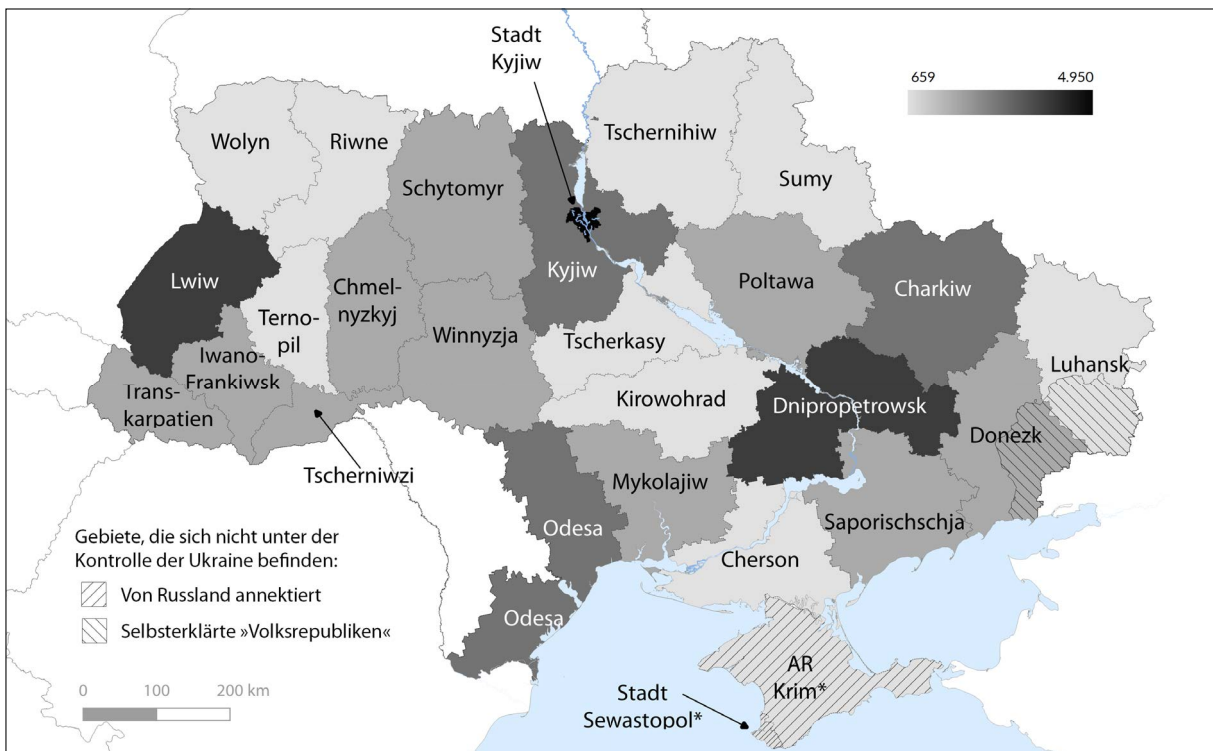 Stadt
Kyjiw
659
4.950
Wolyn
Riwne
Tschernihiw
Sumy
Schytomyr
Lwiw
Kyjiw
Poltawa
Charkiw
Chmel-
nyzkyj
Terno-
pil
Winnyzja
Tscherkasy
Luhansk
Iwano-
Frankiwsk
Trans-
karpatien
Kirowohrad
Dnipropetrowsk
Donezk
Tscherniwzi
Mykolajiw
Saporischschja
Odesa
Cherson
Gebiete, die sich nicht unter der
Kontrolle der Ukraine befinden:
Von Russland annektiert
Selbsterklärte »Volksrepubliken«
Odesa
AR
Krim*
0
100
200 km
Stadt
Sewastopol*